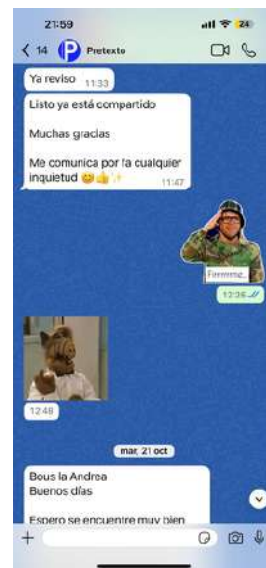 21:59
24
14
Pretexto
Ya reviso 11:33
Listo ya está compartido
Muchas gracias
Me comunica por fa cualquier
inquietud
11:47
Firmmme..
12:36
12:48
mar, 21 oct
Bous la Andrea
Buenos días
Espero se encuentre muy bien